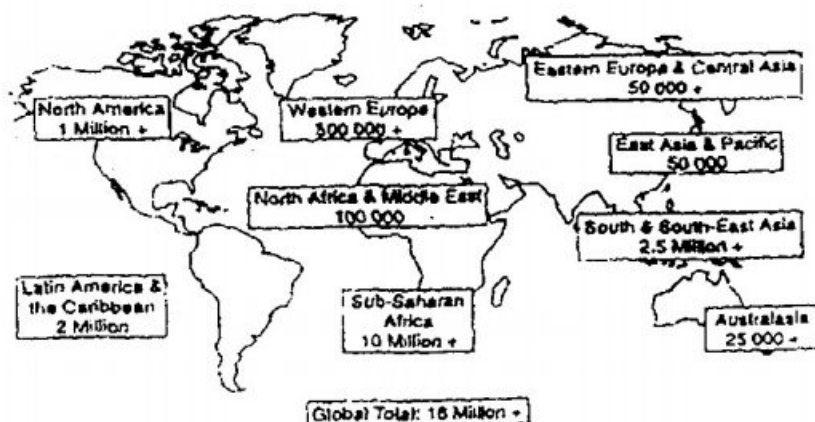 Eastern Europe & Central Asia
50 000 +
North America
1 Million +
Western Europe
500 000 +
East Asia & Pacific
50 000
North Africa & Middle East
100 000
South & South-East Asia
2.5 Million +
Latin America &
the Caribbean
2 Million
Sub-Saharan
Africa
10 Million +
Australasia
25 000 +
Global Total: 16 Million +